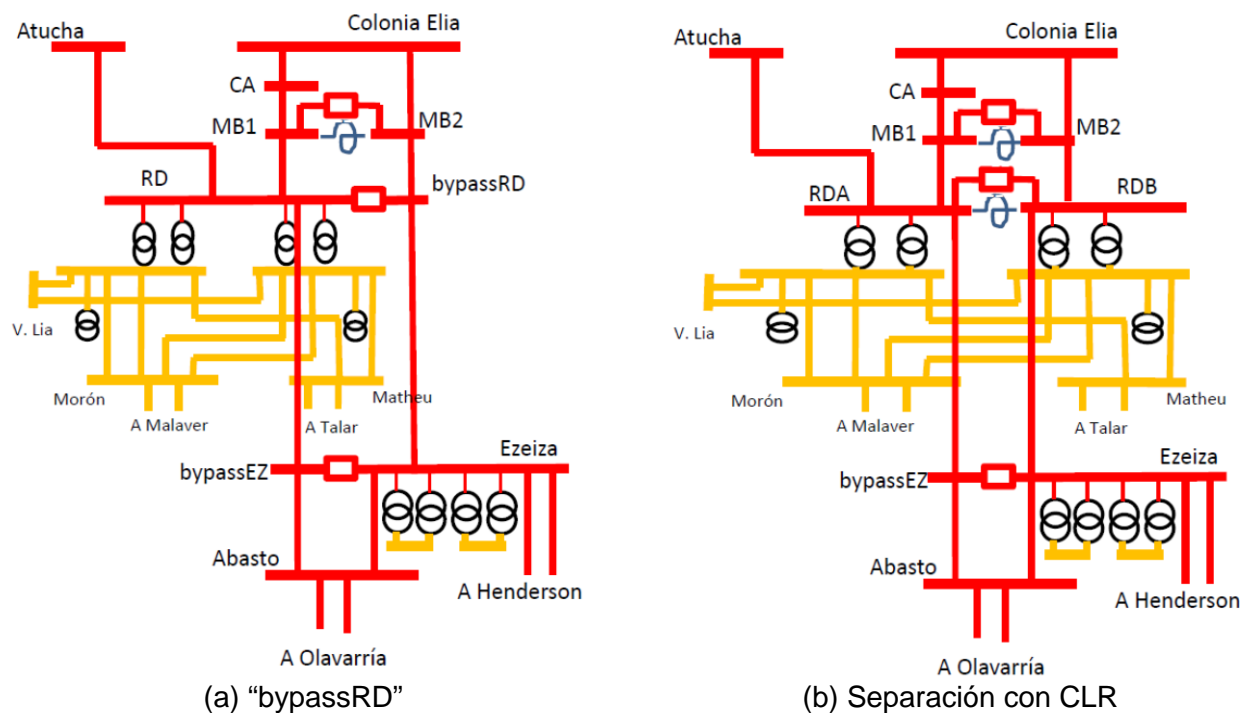 Atucha
Colonia Elia
CA
MB1
MB2
RD
bypassRD
V. Lia
Morón
Matheu
A Malaver
A Talar
bypassEZ
Ezeiza
Abasto
A Henderson
A Olavarría
(a) “bypassRD”
Atucha
Colonia Elia
CA
MB1
MB2
RDA
RDB
V. Lia
Morón
Matheu
A Malaver
A Talar
bypassEZ
Ezeiza
Abasto
A Henderson
A Olavarría
(b) Separación con CLR